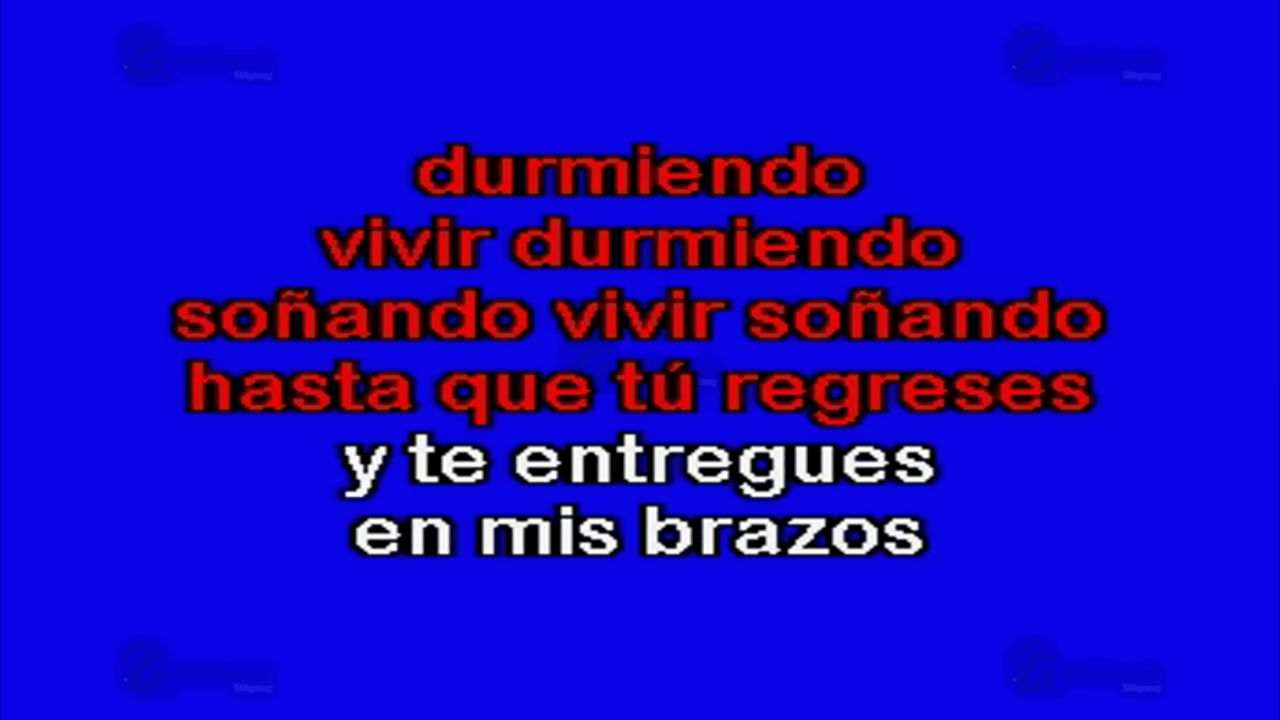 durmiendo
vivir durmiendo
soñando vivir soñando
hasta que tú regreses
y te entregues
en mis brazos